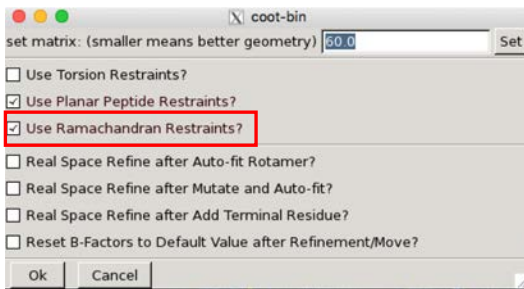 coot-bin
set matrix: (smaller means better geometry) 60.0 Set
Use Torsion Restraints?
Use Planar Peptide Restraints?
Use Ramachandran Restraints?
Real Space Refine after Auto-fit Rotamer?
Real Space Refine after Mutate and Auto-fit?
Real Space Refine after Add Terminal Residue?
Reset B-Factors to Default Value after Refinement/Move?
Ok Cancel